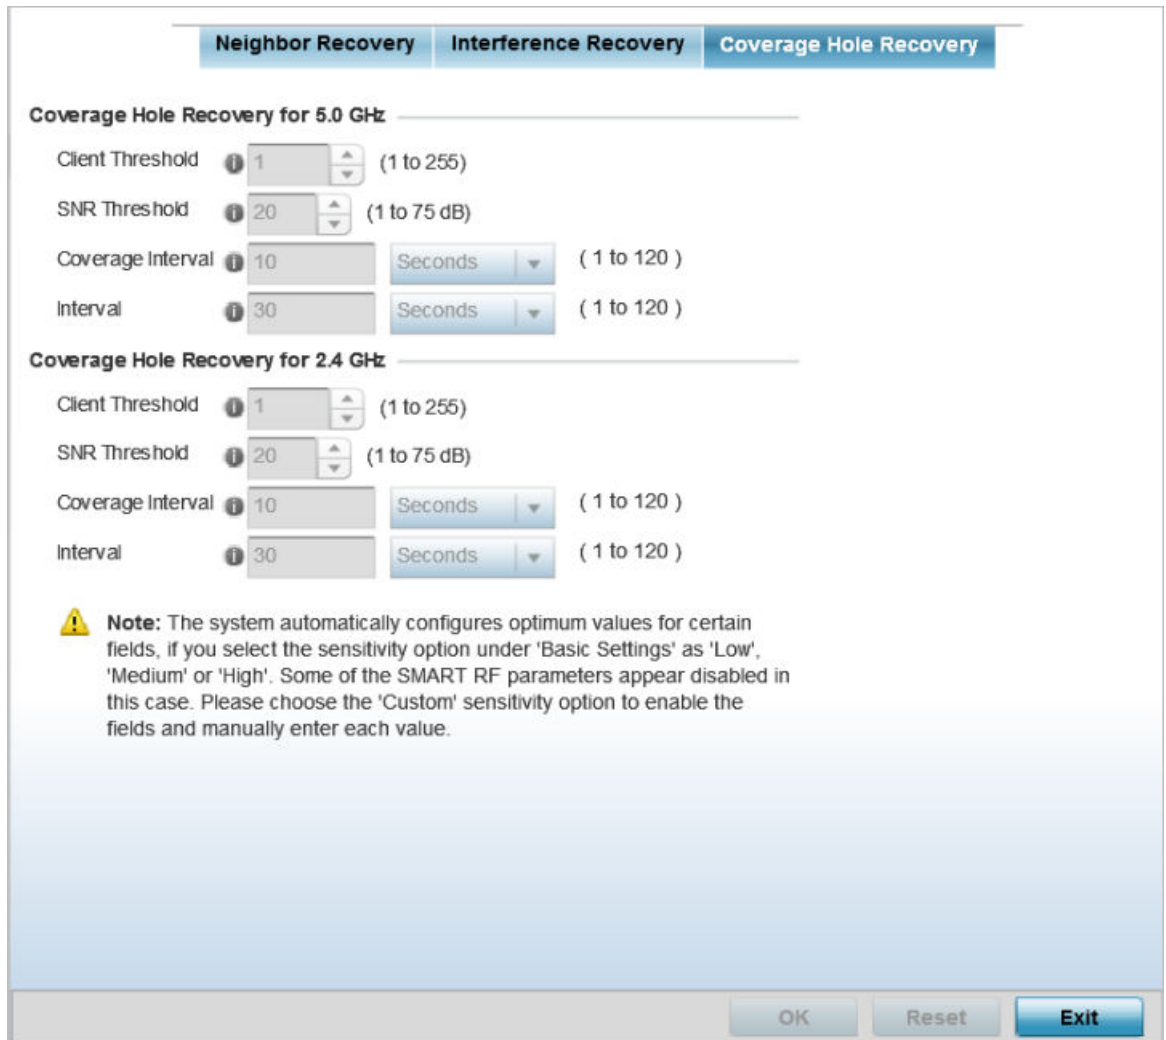 Neighbor Recovery Interference Recovery Coverage Hole Recovery
Coverage Hole Recovery for 5.0 GHz
Client Threshold 1 (1 to 255)
SNR Threshold 20 (1 to 75 dB)
Coverage Interval 10 Seconds ( 1 to 120 )
Interval 30 Seconds ( 1 to 120 )
Coverage Hole Recovery for 2.4 GHz
Client Threshold 1 (1 to 255)
SNR Threshold 20 (1 to 75 dB)
Coverage Interval 10 Seconds ( 1 to 120 )
Interval 30 Seconds ( 1 to 120 )
Note: The system automatically configures optimum values for certain
fields, if you select the sensitivity option under 'Basic Settings' as 'Low',
'Medium' or 'High'. Some of the SMART RF parameters appear disabled in
this case. Please choose the 'Custom' sensitivity option to enable the
fields and manually enter each value.
OK Reset Exit